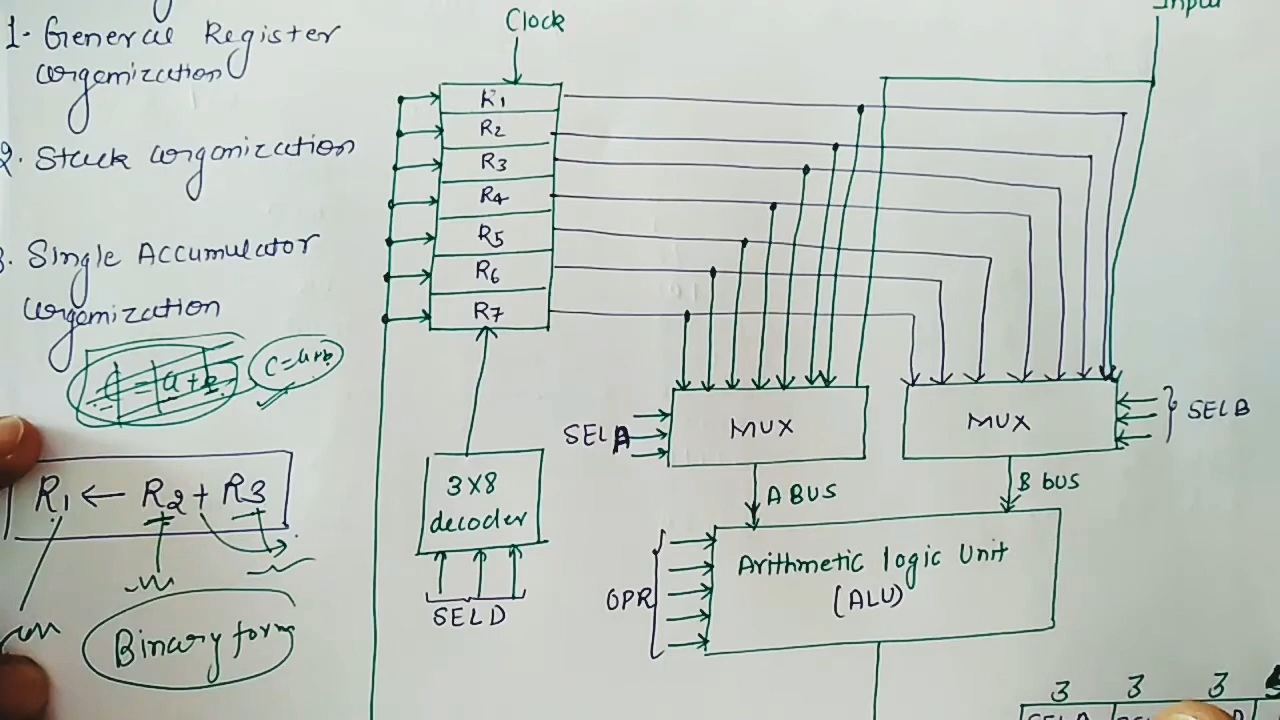 1. General Register
organization
2. Stack organization
3. Single Accumulator
organization
C = a + b
C=a+b
R1 ← R2 + R3
Binary form
Clock
Input
R1
R2
R3
R4
R5
R6
R7
3X8
decoder
SELD
SELA
MUX
MUX
SELB
A BUS
B bUS
OPR
Arithmetic logic Unit
(ALU)
3 3 3
SELA